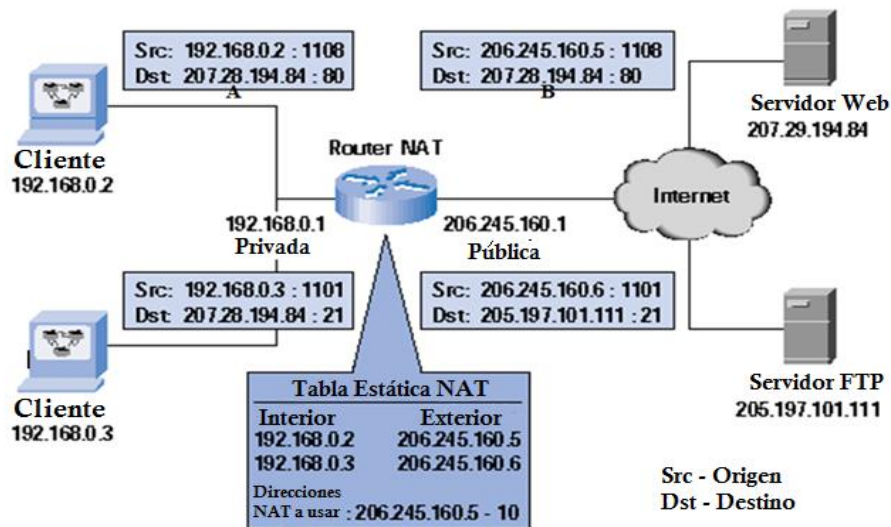 Src: 192.168.0.2 : 1108
Dst: 207.28.194.84 : 80
A
Src: 206.245.160.5 : 1108
Dst: 207.28.194.84 : 80
B
Servidor Web
207.29.194.84
Cliente
192.168.0.2
Router NAT
Internet
192.168.0.1
Privada
206.245.160.1
Pública
Src: 192.168.0.3 : 1101
Dst: 207.28.194.84 : 21
Src: 206.245.160.6 : 1101
Dst: 205.197.101.111 : 21
Cliente
192.168.0.3
Servidor FTP
205.197.101.111
Tabla Estática NAT
Interior Exterior
192.168.0.2 206.245.160.5
192.168.0.3 206.245.160.6
Direcciones
NAT a usar : 206.245.160.5 - 10
Src - Origen
Dst - Destino